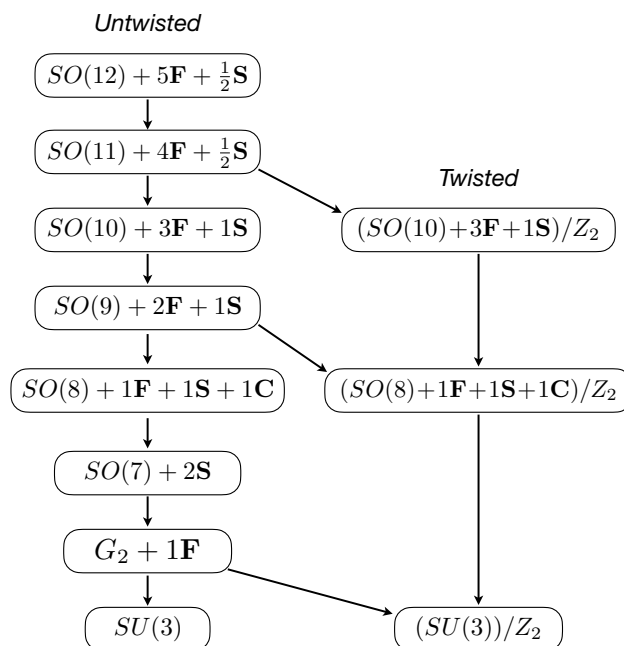 Untwisted
SO(12) + 5F + ½S
SO(11) + 4F + ½S
Twisted
SO(10) + 3F + 1S
(SO(10)+3F+1S)/Z₂
SO(9) + 2F + 1S
SO(8) + 1F + 1S + 1C
(SO(8)+1F+1S+1C)/Z₂
SO(7) + 2S
G₂ + 1F
SU(3)
(SU(3))/Z₂